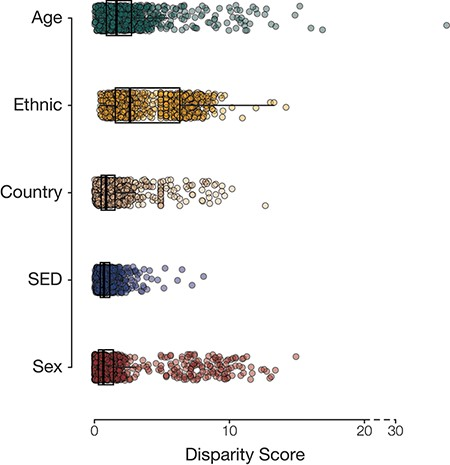 Age
Ethnic
Country
SED
Sex
0 10 20 30
Disparity Score